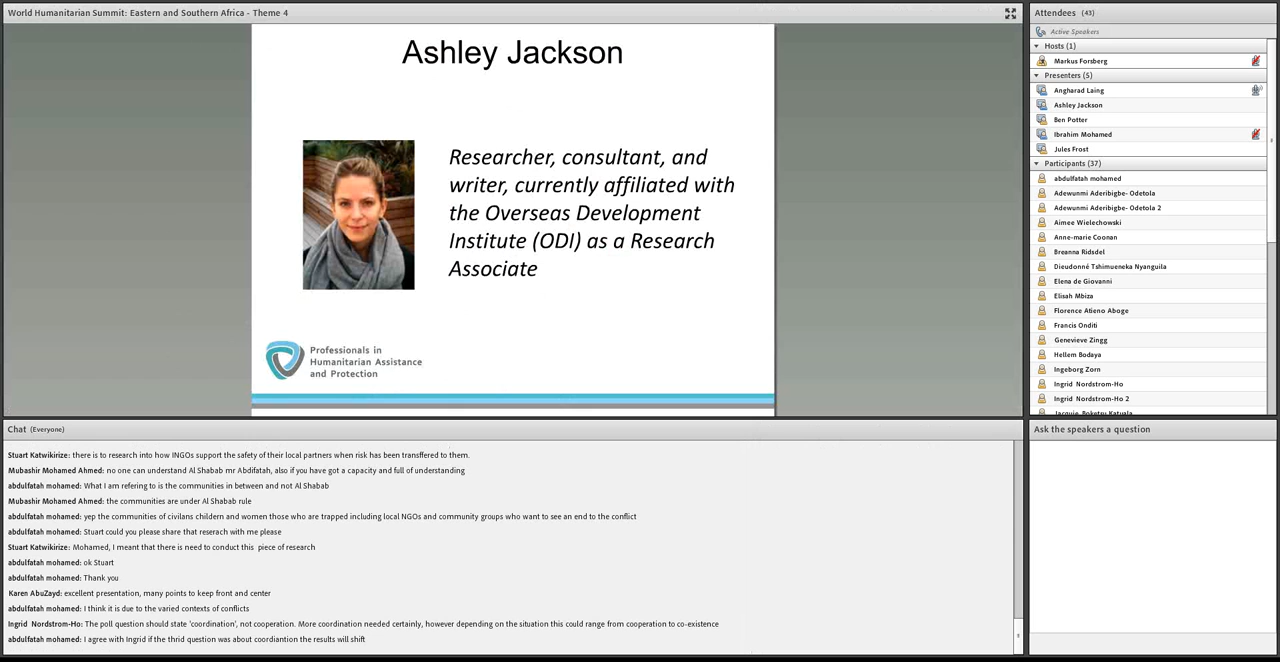 World Humanitarian Summit: Eastern and Southern Africa - Theme 4
Ashley Jackson
Researcher, consultant, and
writer, currently affiliated with
the Overseas Development
Institute (ODI) as a Research
Associate
Professionals in
Humanitarian Assistance
and Protection
Attendees (43)
Active Speakers
Hosts (1)
Markus Forsberg
Presenters (5)
Angharad Laing
Ashley Jackson
Ben Potter
Ibrahim Mohamed
Jules Frost
Participants (37)
abdulfatah mohamed
Adewunmi Aderibigbe- Odetola
Adewunmi Aderibigbe- Odetola 2
Aimee Wielechowski
Anne-marie Coonan
Breanna Ridsdel
Dieudonné Tshimueneka Nyanguila
Elena de Giovanni
Elisah Mbiza
Florence Atieno Aboge
Francis Onditi
Genevieve Zingg
Hellem Bodaya
Ingeborg Zorn
Ingrid Nordstrom-Ho
Ingrid Nordstrom-Ho 2
Jacquie Boketsu Katuala
Chat (Everyone)
Stuart Katwikirize: there is to research into how INGOs support the safety of their local partners when risk has been transffered to them.
Mubashir Mohamed Ahmed: no one can understand Al Shabab mr Abdifatah, also if you have got a capacity and full of understanding
abdulfatah mohamed: What I am refering to is the communities in between and not Al Shabab
Mubashir Mohamed Ahmed: the communities are under Al Shabab rule
abdulfatah mohamed: yep the communities of civilans childern and women those who are trapped including local NGOs and community groups who want to see an end to the conflict
abdulfatah mohamed: Stuart could you please share that reserach with me please
Stuart Katwikirize: Mohamed, I meant that there is need to conduct this piece of research
abdulfatah mohamed: ok Stuart
abdulfatah mohamed: Thank you
Karen AbuZayd: excellent presentation, many points to keep front and center
abdulfatah mohamed: I think it is due to the varied contexts of conflicts
Ingrid Nordstrom-Ho: The poll question should state 'coordination', not cooperation. More coordination needed certainly, however depending on the situation this could range from cooperation to co-existence
abdulfatah mohamed: I agree with Ingrid if the thrid question was about coordiantion the results will shift
Ask the speakers a question